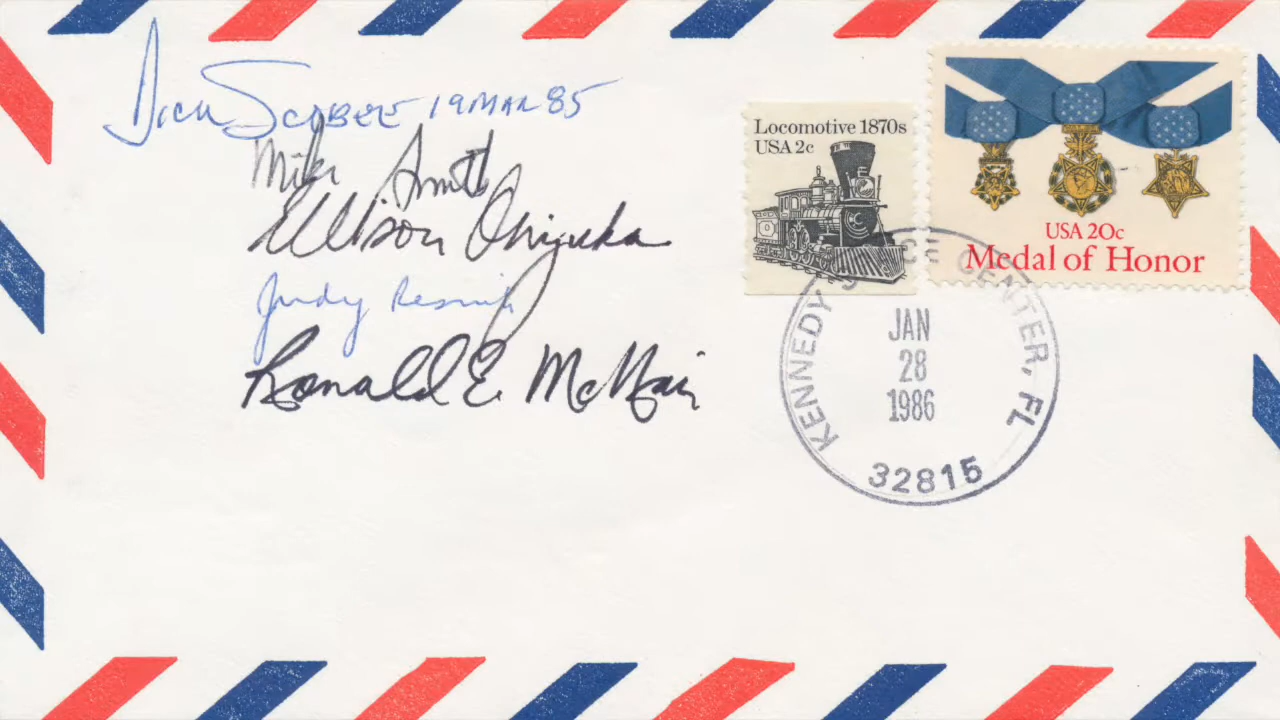 Dick Scobee 19 MAR 85
Mike Smith
Ellison Onizuka
Judy Resnik
Ronald E. McNair
Locomotive 1870s
USA 2c
USA 20c
Medal of Honor
KENNEDY SPACE CENTER, FL
JAN
28
1986
32815